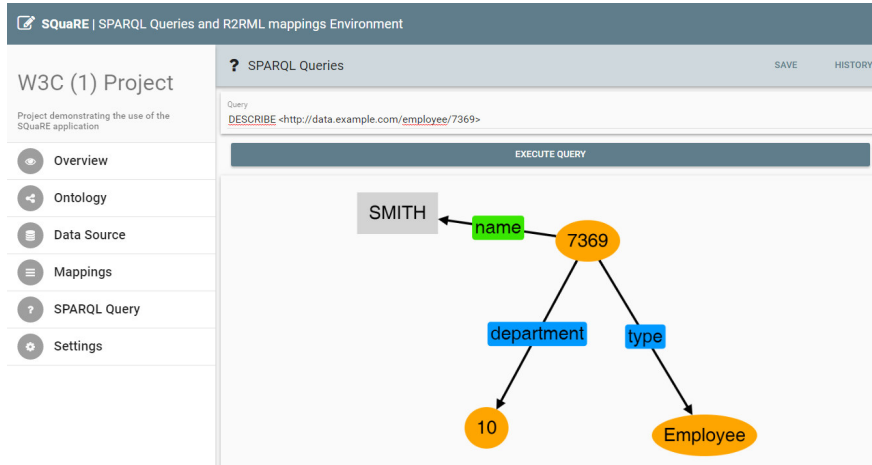 SQuaRE | SPARQL Queries and R2RML mappings Environment
W3C (1) Project
Project demonstrating the use of the
SQuaRE application
Overview
Ontology
Data Source
Mappings
SPARQL Query
Settings
? SPARQL Queries
SAVE
HISTORY
Query
DESCRIBE <http://data.example.com/employee/7369>
EXECUTE QUERY
SMITH
name
7369
department
type
10
Employee